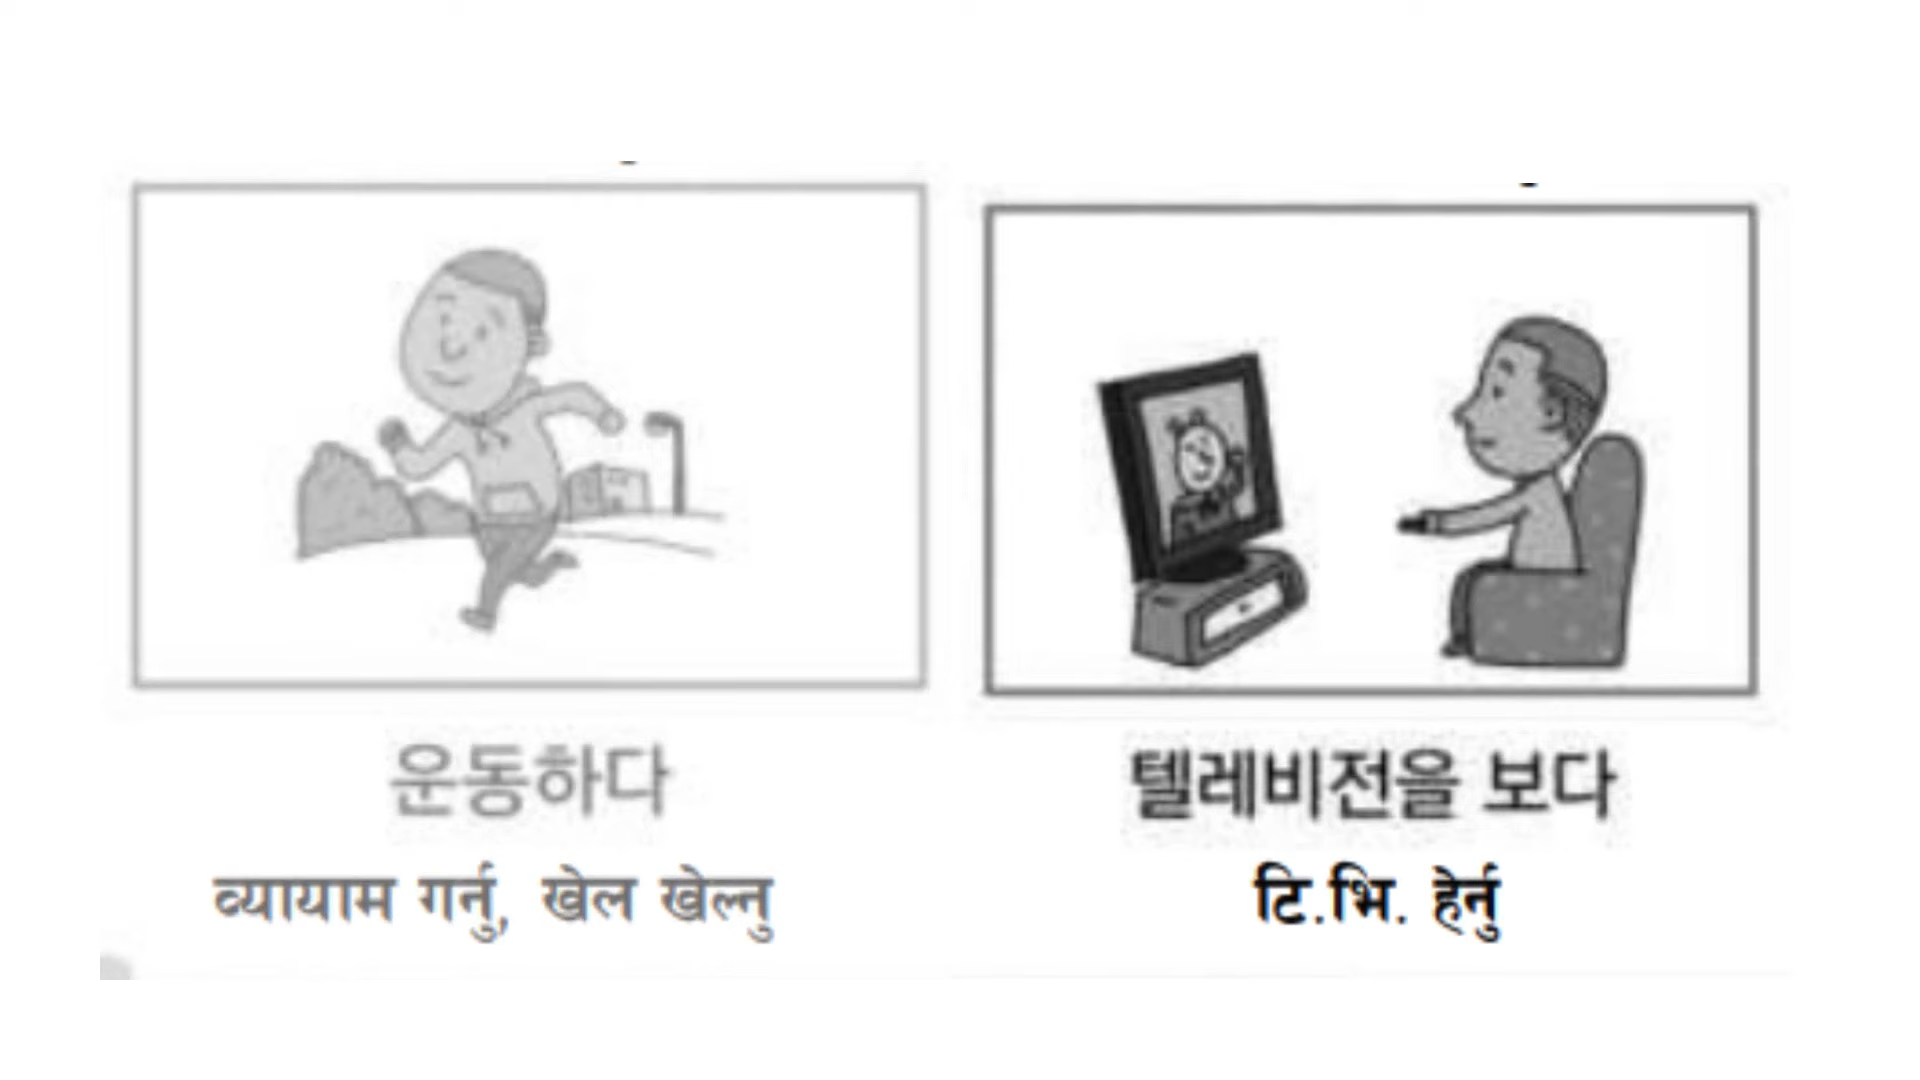 운동하다
व्यायाम गर्नु, खेल खेल्नु
텔레비전을 보다
टि.भि. हेर्नु